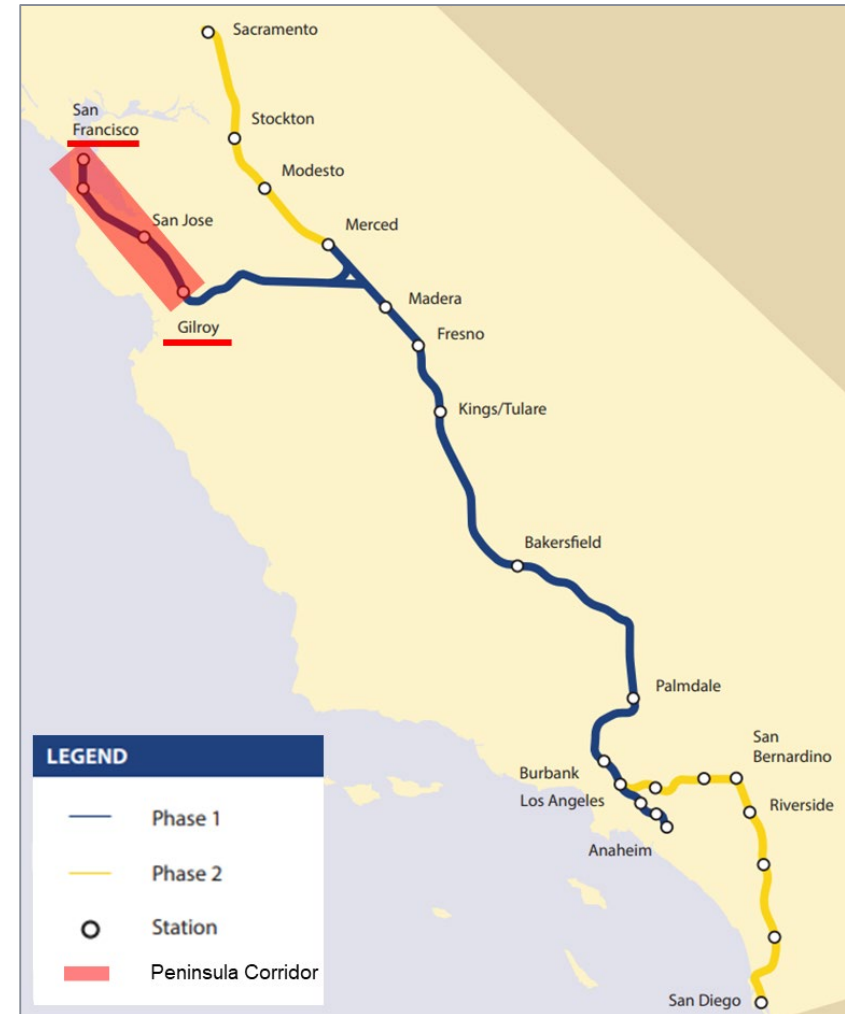 Sacramento
San
Francisco
Stockton
Modesto
San Jose
Merced
Madera
Gilroy
Fresno
Kings/Tulare
Bakersfield
Palmdale
San
Bernardino
Burbank
Los Angeles
Riverside
Anaheim
San Diego
LEGEND
Phase 1
Phase 2
Station
Peninsula Corridor